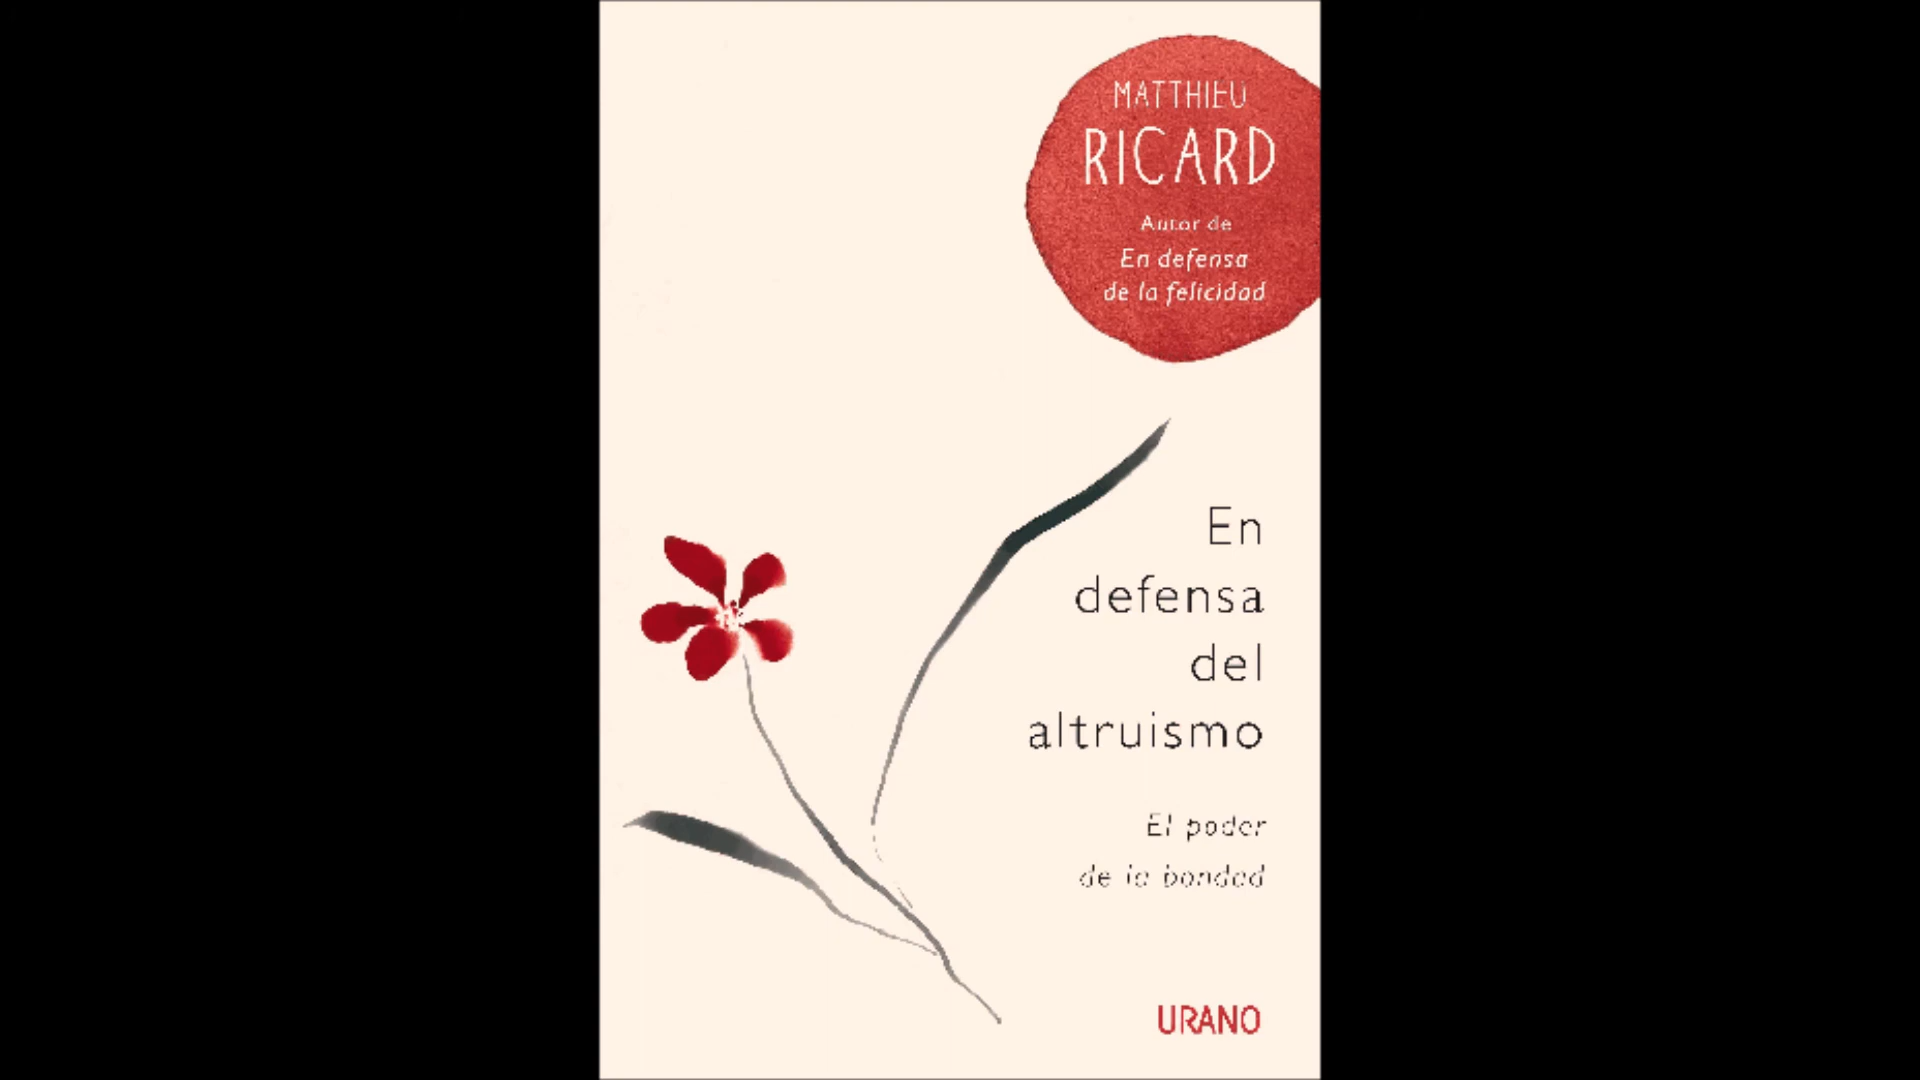 MATTHIEU
RICARD
Autor de
En defensa
de la felicidad
En
defensa
del
altruismo
El poder
de la bondad
URANO